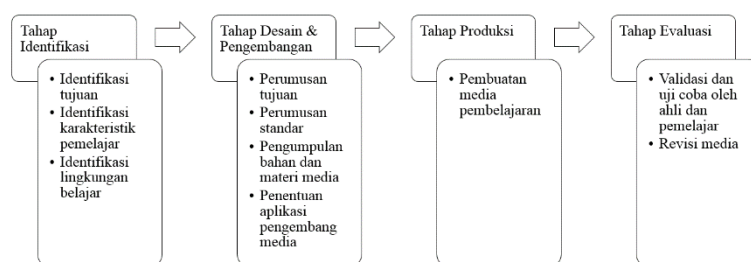 Tahap
Identifikasi
• Identifikasi
tujuan
• Identifikasi
karakteristik
pemelajar
• Identifikasi
lingkungan
belajar
Tahap Desain &
Pengembangan
• Perumusan
tujuan
• Perumusan
standar
• Pengumpulan
bahan dan
materi media
• Penentuan
aplikasi
pengembang
media
Tahap Produksi
• Pembuatan
media
pembelajaran
Tahap Evaluasi
• Validasi dan
uji coba oleh
ahli dan
pemelajar
• Revisi media